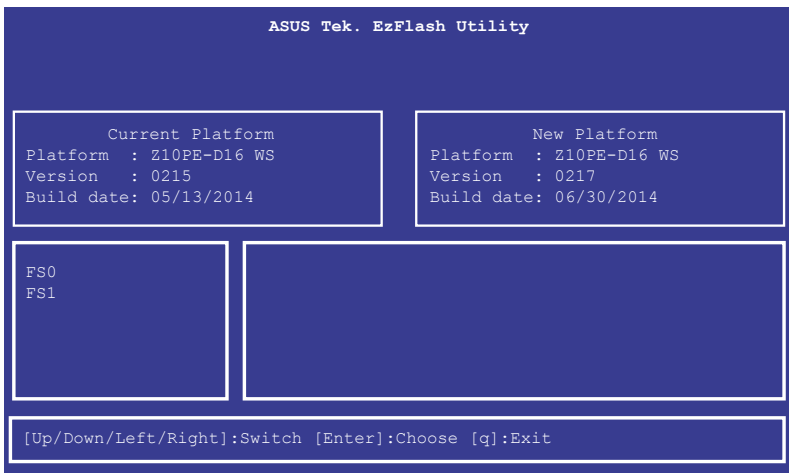 ASUS Tek. EzFlash Utility
Current Platform
Platform : Z10PE-D16 WS
Version : 0215
Build date: 05/13/2014
New Platform
Platform : Z10PE-D16 WS
Version : 0217
Build date: 06/30/2014
FS0
FS1
[Up/Down/Left/Right]:Switch [Enter]:Choose [q]:Exit